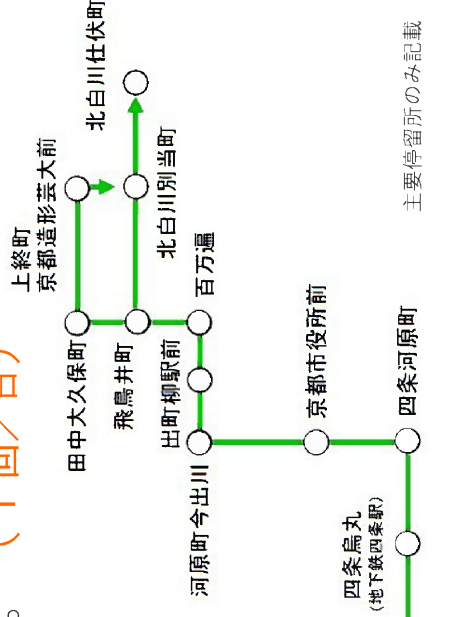 (1回/日)
。
北白川仕伏町
上終町
京都造形芸大前
北白川別当町
田中大久保町
飛鳥井町
出町柳駅前
百万遍
河原町今出川
京都市役所前
四条河原町
四条烏丸
(地下鉄四条駅)
主要停留所のみ記載